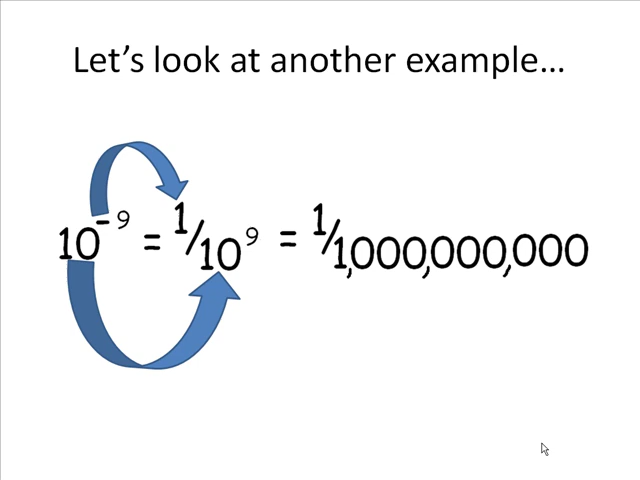 Let's look at another example...
10⁻⁹ = 1/10⁹ = 1/1,000,000,000